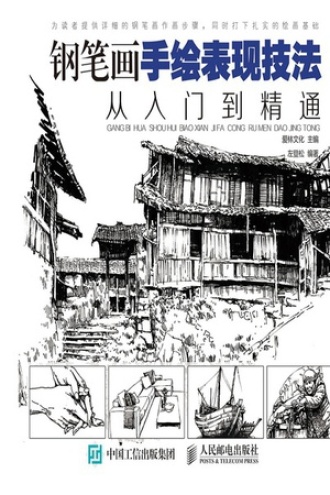 为读者提供详细的钢笔画作画步骤，同时打下扎实的绘画基础
钢笔画手绘表现技法
从入门到精通
GANG BI HUA SHOU HUI BIAO XIAN JI FA CONG RU MEN DAO JING TONG
爱林文化 主编
左登松 编著
中国工信出版集团
人民邮电出版社
POSTS & TELECOM PRESS